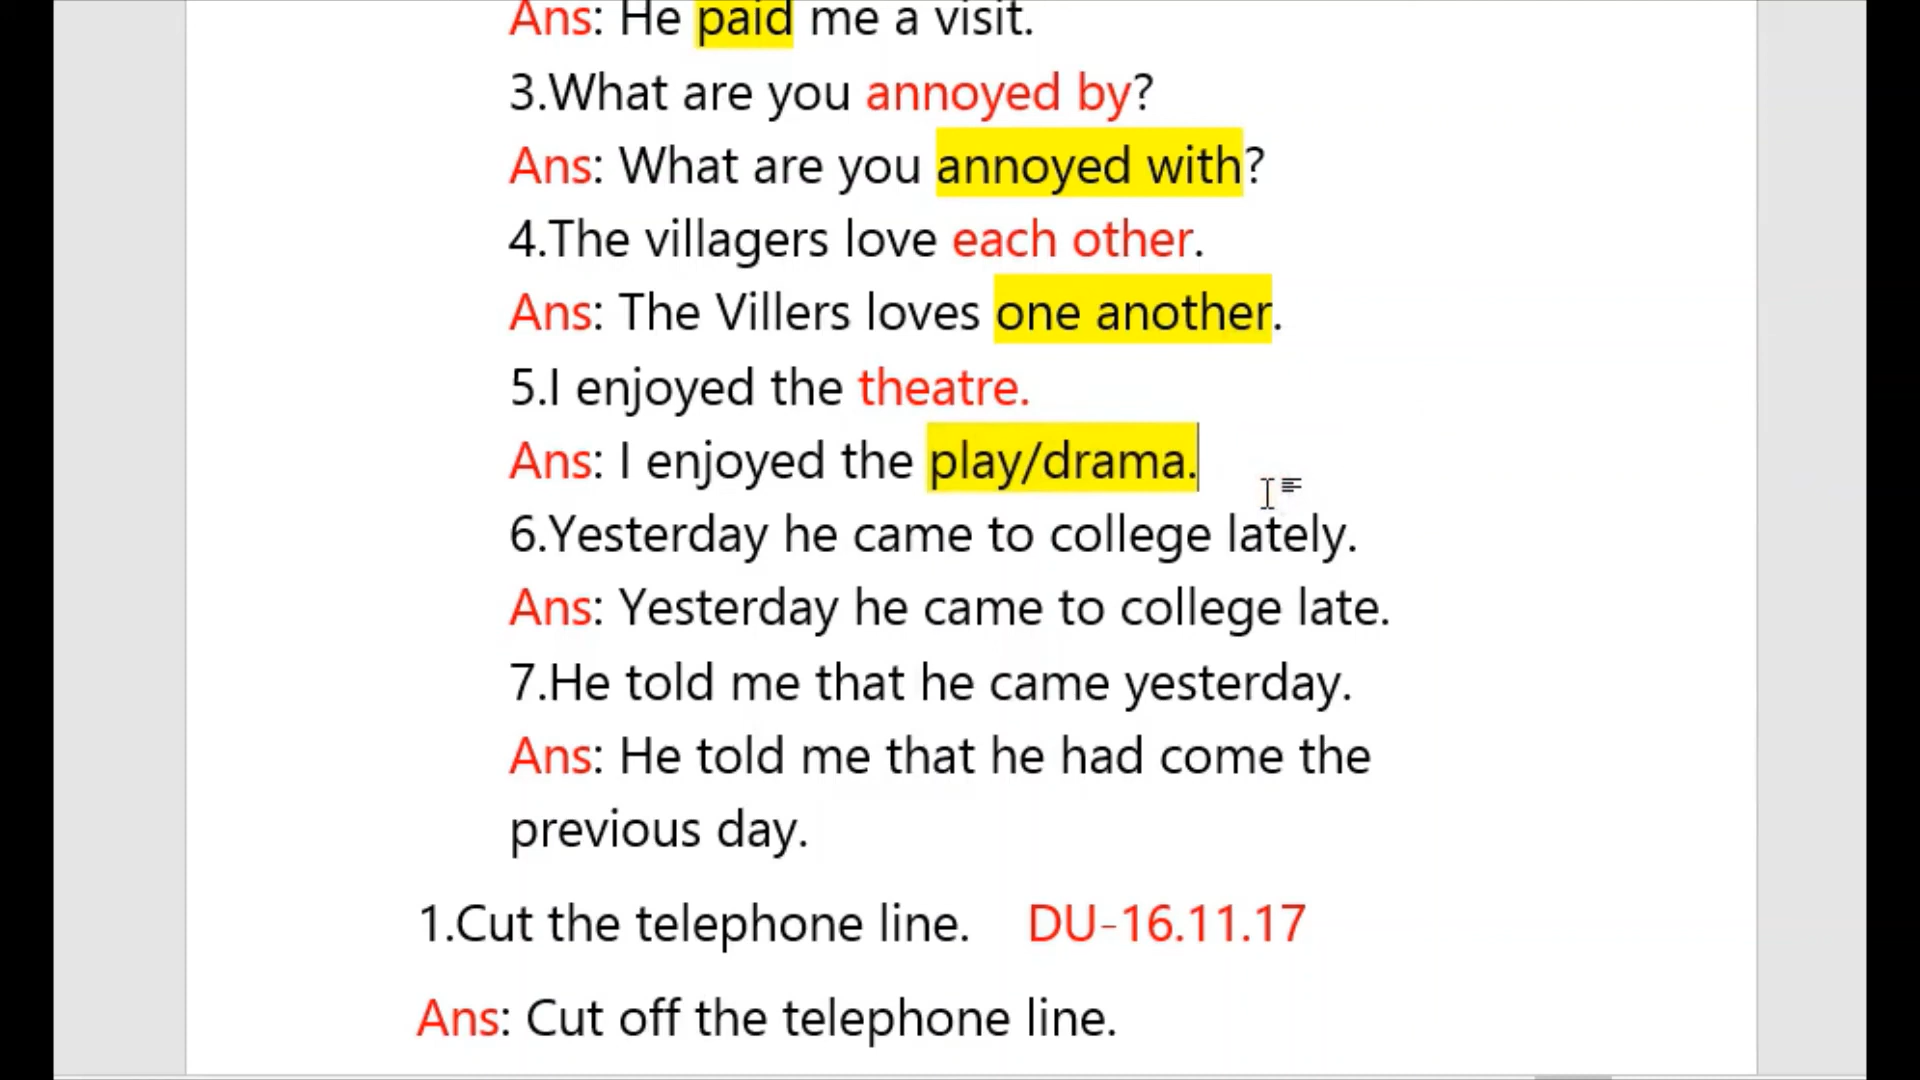 Ans: He paid me a visit.
3.What are you annoyed by?
Ans: What are you annoyed with?
4.The villagers love each other.
Ans: The Villers loves one another.
5.I enjoyed the theatre.
Ans: I enjoyed the play/drama.
6.Yesterday he came to college lately.
Ans: Yesterday he came to college late.
7.He told me that he came yesterday.
Ans: He told me that he had come the
previous day.
1.Cut the telephone line. DU-16.11.17
Ans: Cut off the telephone line.